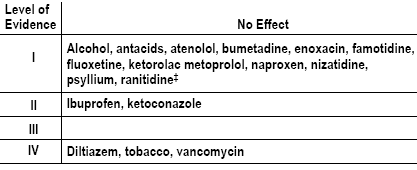 Level of
Evidence No Effect
I Alcohol, antacids, atenolol, bumetadine, enoxacin, famotidine,
fluoxetine, ketorolac metoprolol, naproxen, nizatidine,
psyllium, ranitidine‡
II Ibuprofen, ketoconazole
III
IV Diltiazem, tobacco, vancomycin